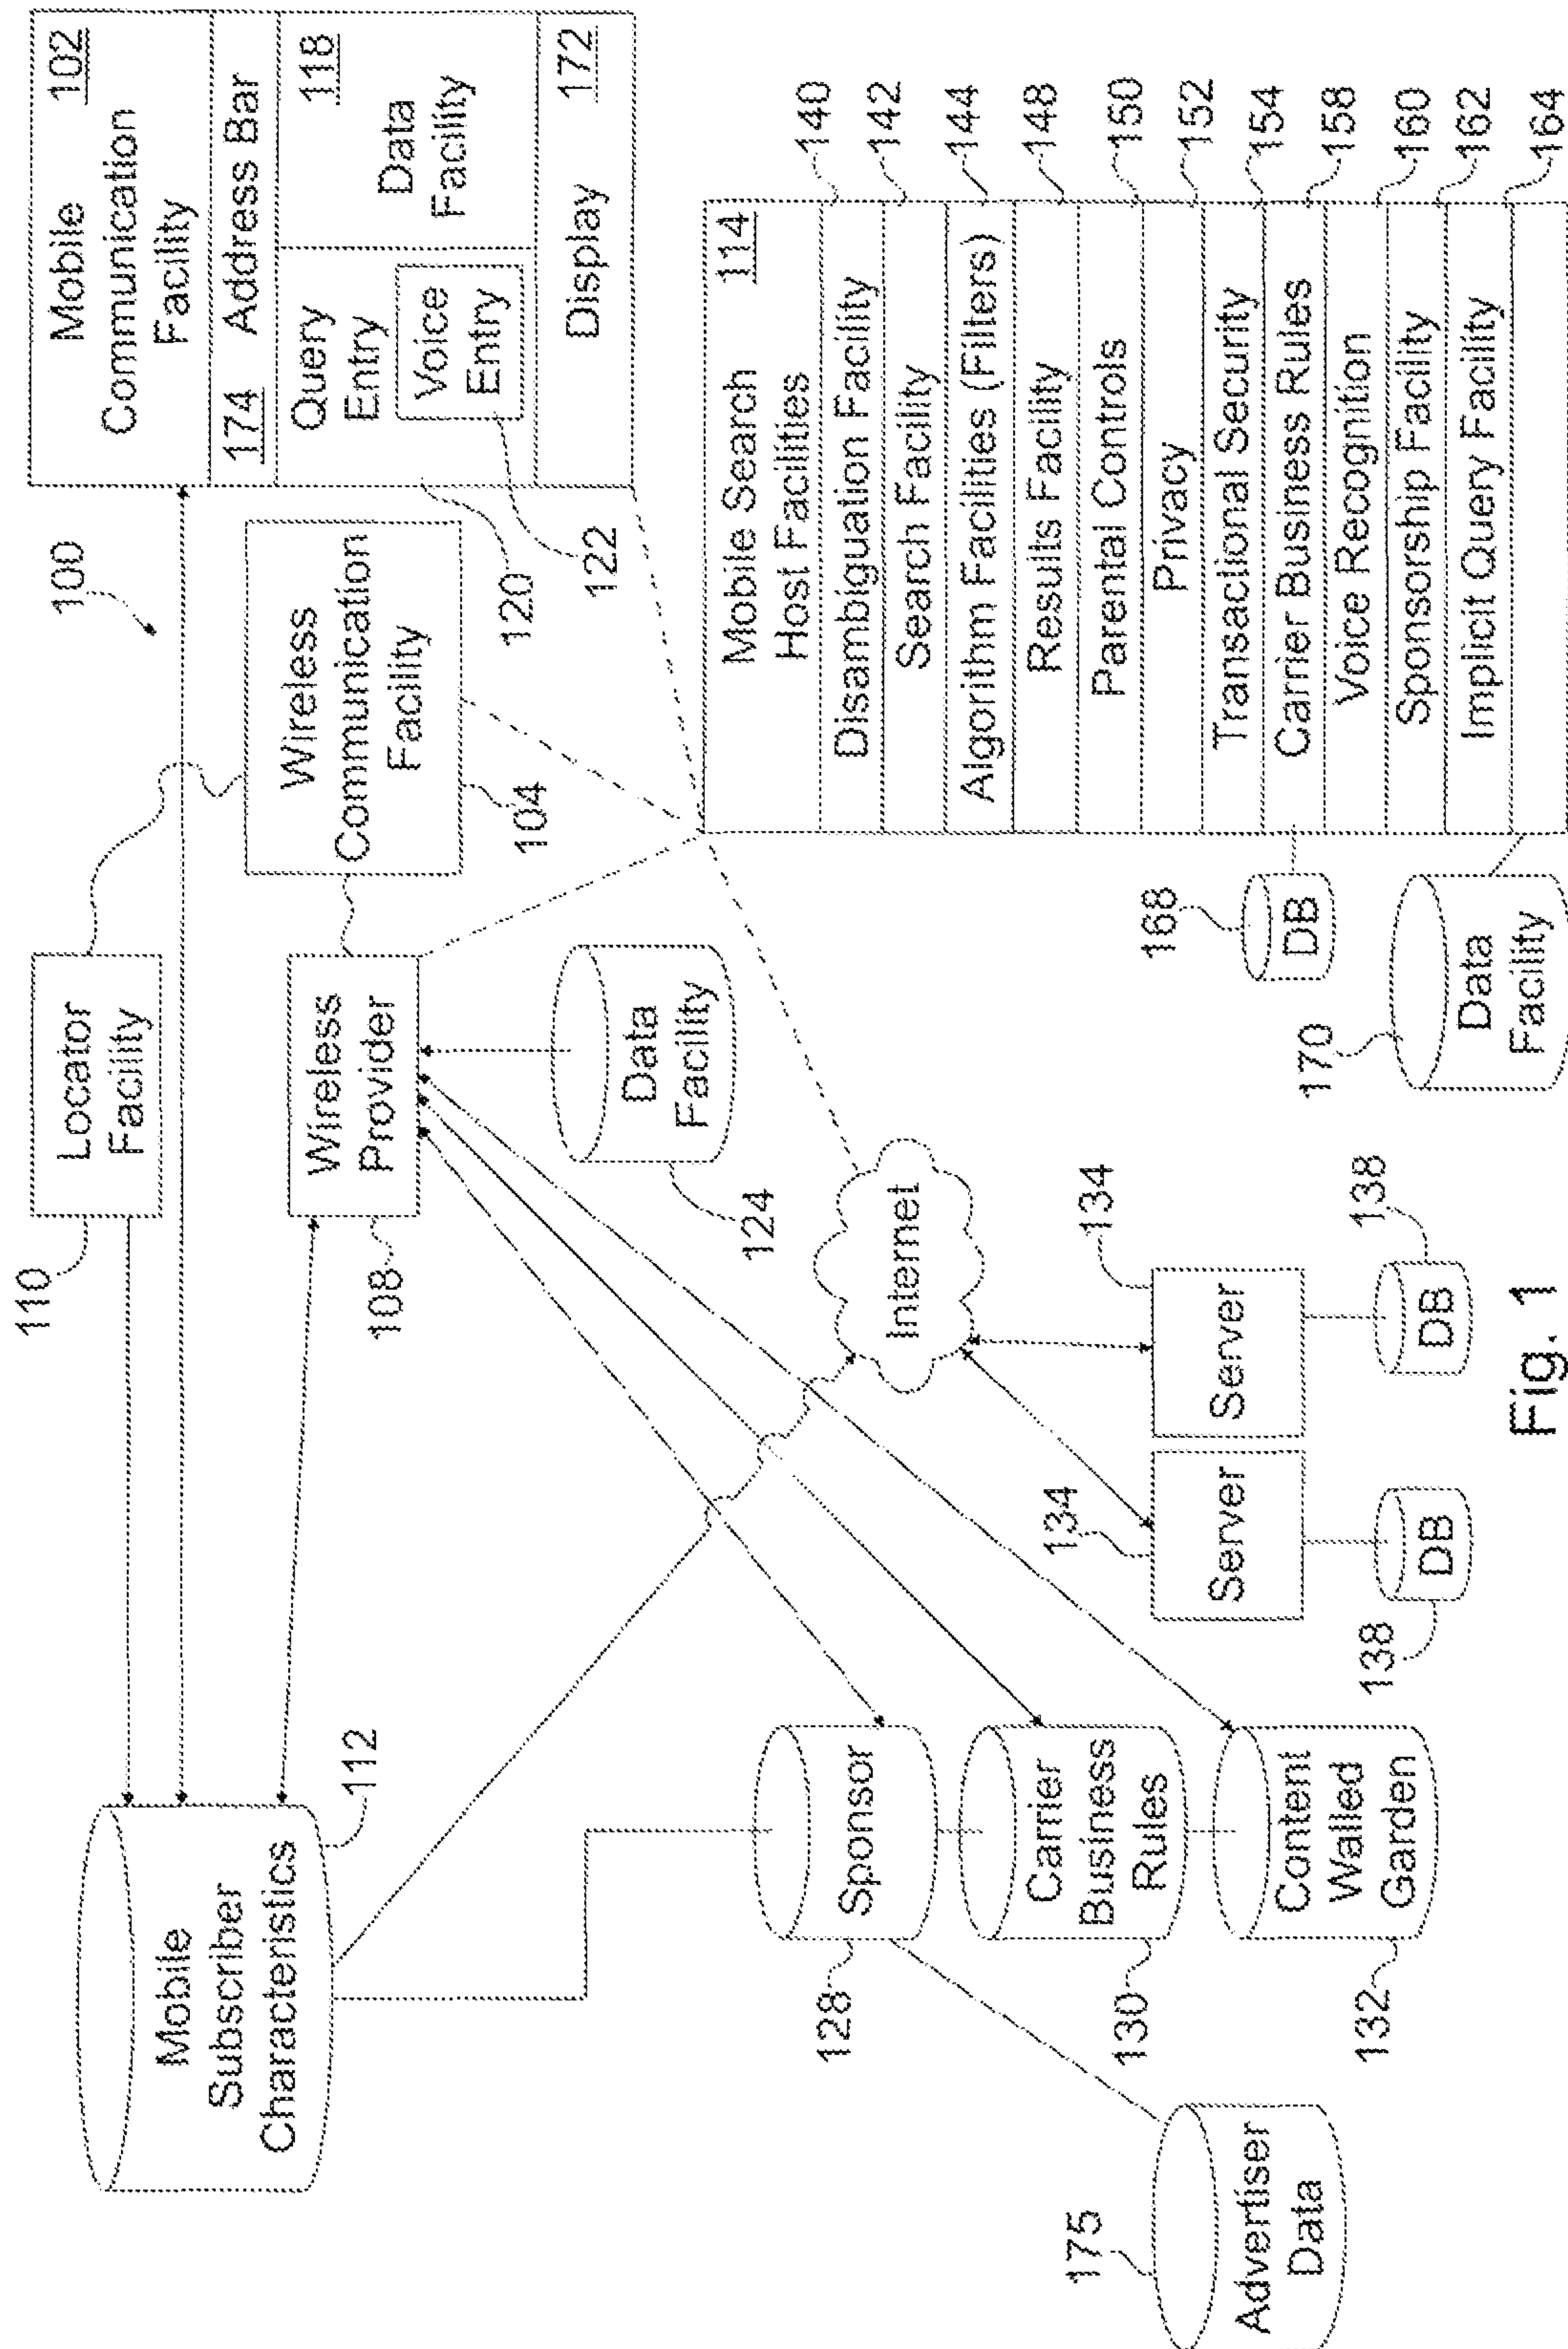 100
110
Locator
Facility
Mobile
Subscriber
Characteristics
112
Wireless
Provider
108
Wireless
Communication
Facility
104
Mobile 102
Communication
Facility
174 Address Bar
Query
Entry
Voice
Entry
118
Data
Facility
Display 172
120
122
Data
Facility
124
Internet
Sponsor
128
Carrier
Business
Rules
130
Content
Walled
Garden
132
175
Advertiser
Data
134
Server
134
Server
DB
138
DB
138
Mobile Search 114
Host Facilities
Disambiguation Facility
140
Search Facility
142
Algorithm Facilities (Filters)
144
Results Facility
148
Parental Controls
150
Privacy
152
Transactional Security
154
Carrier Business Rules
158
Voice Recognition
160
Sponsorship Facility
162
Implicit Query Facility
164
168
DB
170
Data
Facility
Fig. 1